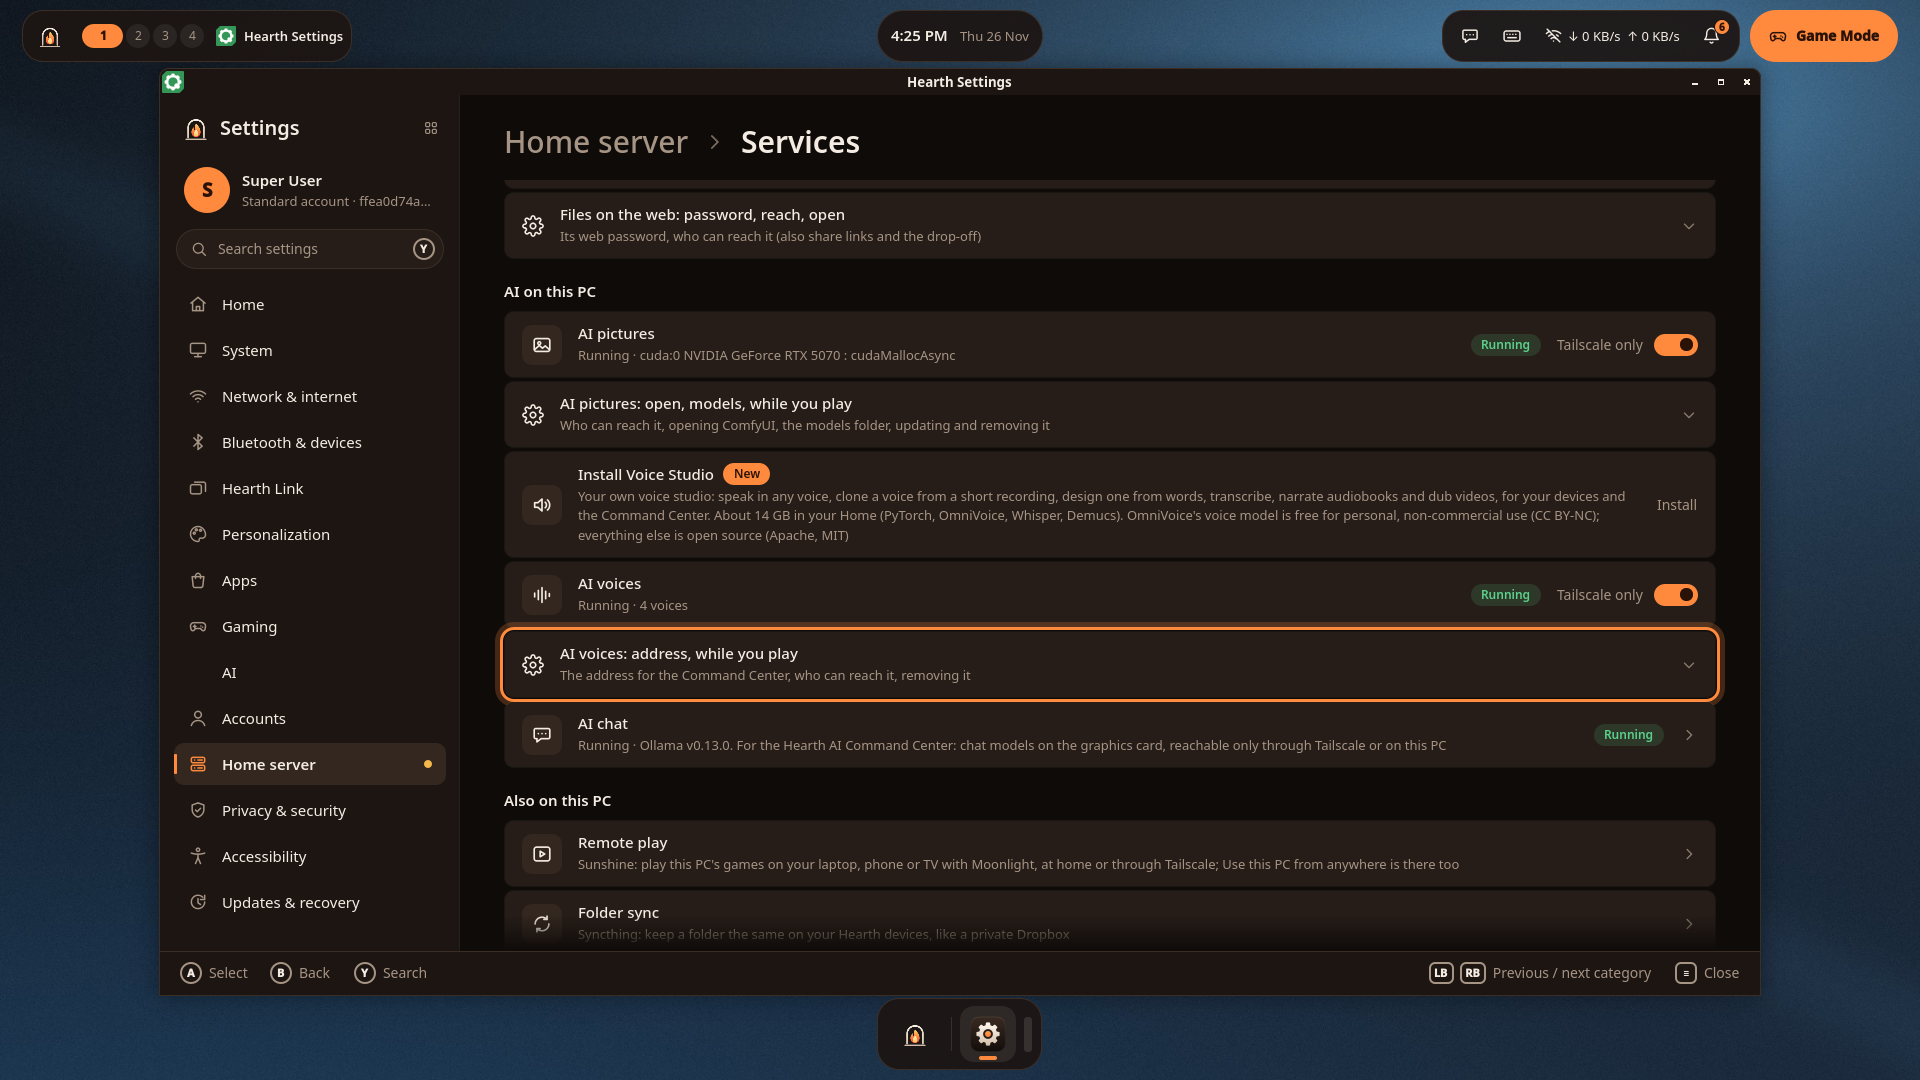 1 2 3 4 Hearth Settings
4:25 PM Thu 26 Nov
↓ 0 KB/s ↑ 0 KB/s 6
Game Mode
Hearth Settings
Settings
S
Super User
Standard account · ffea0d74a...
Search settings Y
Home
System
Network & internet
Bluetooth & devices
Hearth Link
Personalization
Apps
Gaming
AI
Accounts
Home server
Privacy & security
Accessibility
Updates & recovery
Home server > Services
Files on the web: password, reach, open
Its web password, who can reach it (also share links and the drop-off)
AI on this PC
AI pictures
Running · cuda:0 NVIDIA GeForce RTX 5070 : cudaMallocAsync
Running Tailscale only
AI pictures: open, models, while you play
Who can reach it, opening ComfyUI, the models folder, updating and removing it
Install Voice Studio New
Your own voice studio: speak in any voice, clone a voice from a short recording, design one from words, transcribe, narrate audiobooks and dub videos, for your devices and
the Command Center. About 14 GB in your Home (PyTorch, OmniVoice, Whisper, Demucs). OmniVoice's voice model is free for personal, non-commercial use (CC BY-NC);
everything else is open source (Apache, MIT)
Install
AI voices
Running · 4 voices
Running Tailscale only
AI voices: address, while you play
The address for the Command Center, who can reach it, removing it
AI chat
Running · Ollama v0.13.0. For the Hearth AI Command Center: chat models on the graphics card, reachable only through Tailscale or on this PC
Running
Also on this PC
Remote play
Sunshine: play this PC's games on your laptop, phone or TV with Moonlight, at home or through Tailscale; Use this PC from anywhere is there too
Folder sync
Syncthing: keep a folder the same on your Hearth devices, like a private Dropbox
A Select B Back Y Search
LB RB Previous / next category ≡ Close